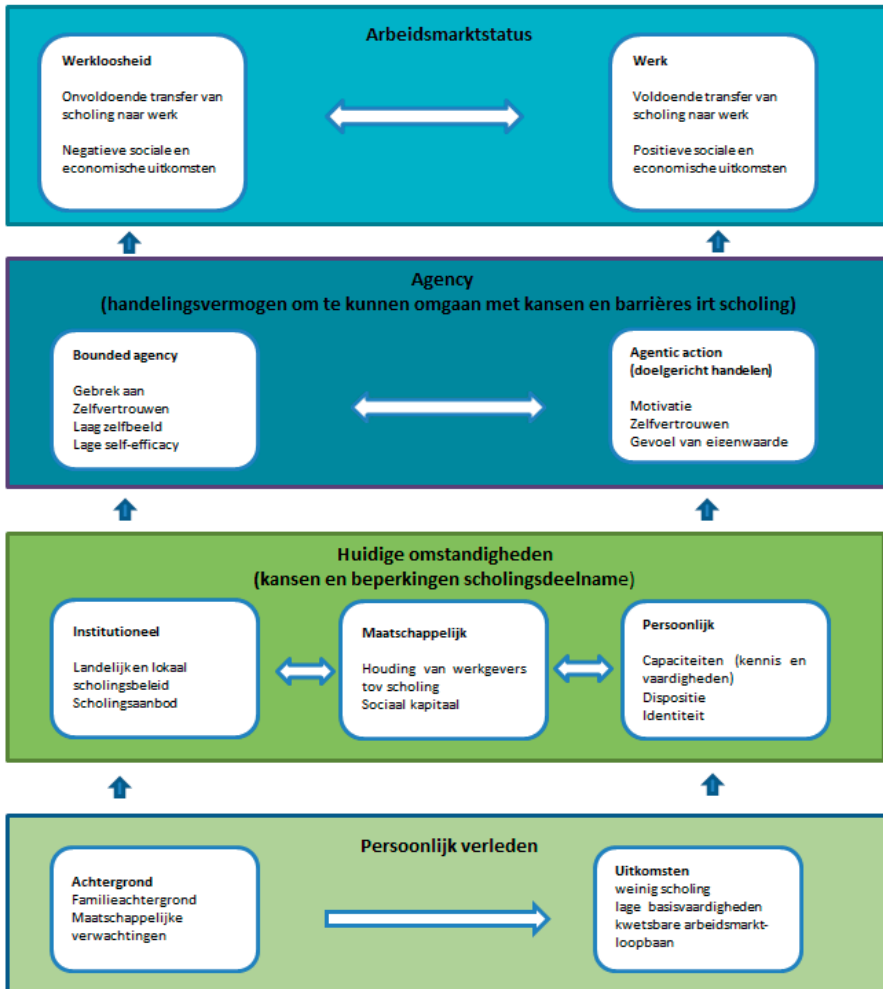 Arbeidsmarktstatus
Werkloosheid
Onvoldoende transfer van
scholing naar werk
Negatieve sociale en
economische uitkomsten
Werk
Voldoende transfer van
scholing naar werk
Positieve sociale en
economische uitkomsten
Agency
(handelingsvermogen om te kunnen omgaan met kansen en barrières irt scholing)
Bounded agency
Gebrek aan
Zelfvertrouwen
Laag zelfbeeld
Lage self-efficacy
Agentic action
(doelgericht handelen)
Motivatie
Zelfvertrouwen
Gevoel van eigenwaarde
Huidige omstandigheden
(kansen en beperkingen scholingsdeelname)
Institutioneel
Landelijk en lokaal
scholingsbeleid
Scholingsaanbod
Maatschappelijk
Houding van werkgevers
tov scholing
Sociaal kapitaal
Persoonlijk
Capaciteiten (kennis en
vaardigheden)
Dispositie
Identiteit
Persoonlijk verleden
Achtergrond
Familieachtergrond
Maatschappelijke
verwachtingen
Uitkomsten
weinig scholing
lage basisvaardigheden
kwetsbare arbeidsmarkt-
loopbaan